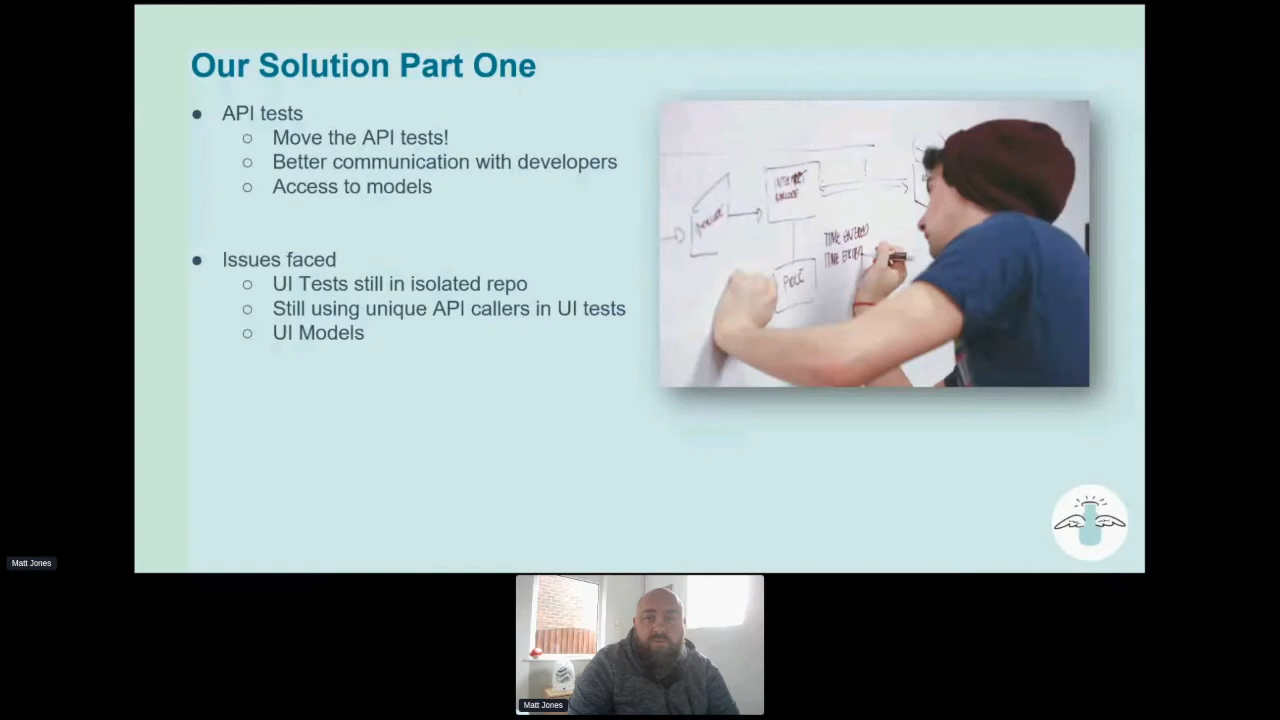 Our Solution Part One
● API tests
○ Move the API tests!
○ Better communication with developers
○ Access to models
● Issues faced
○ UI Tests still in isolated repo
○ Still using unique API callers in UI tests
○ UI Models
TIME ENTERED
Matt Jones
Matt Jones